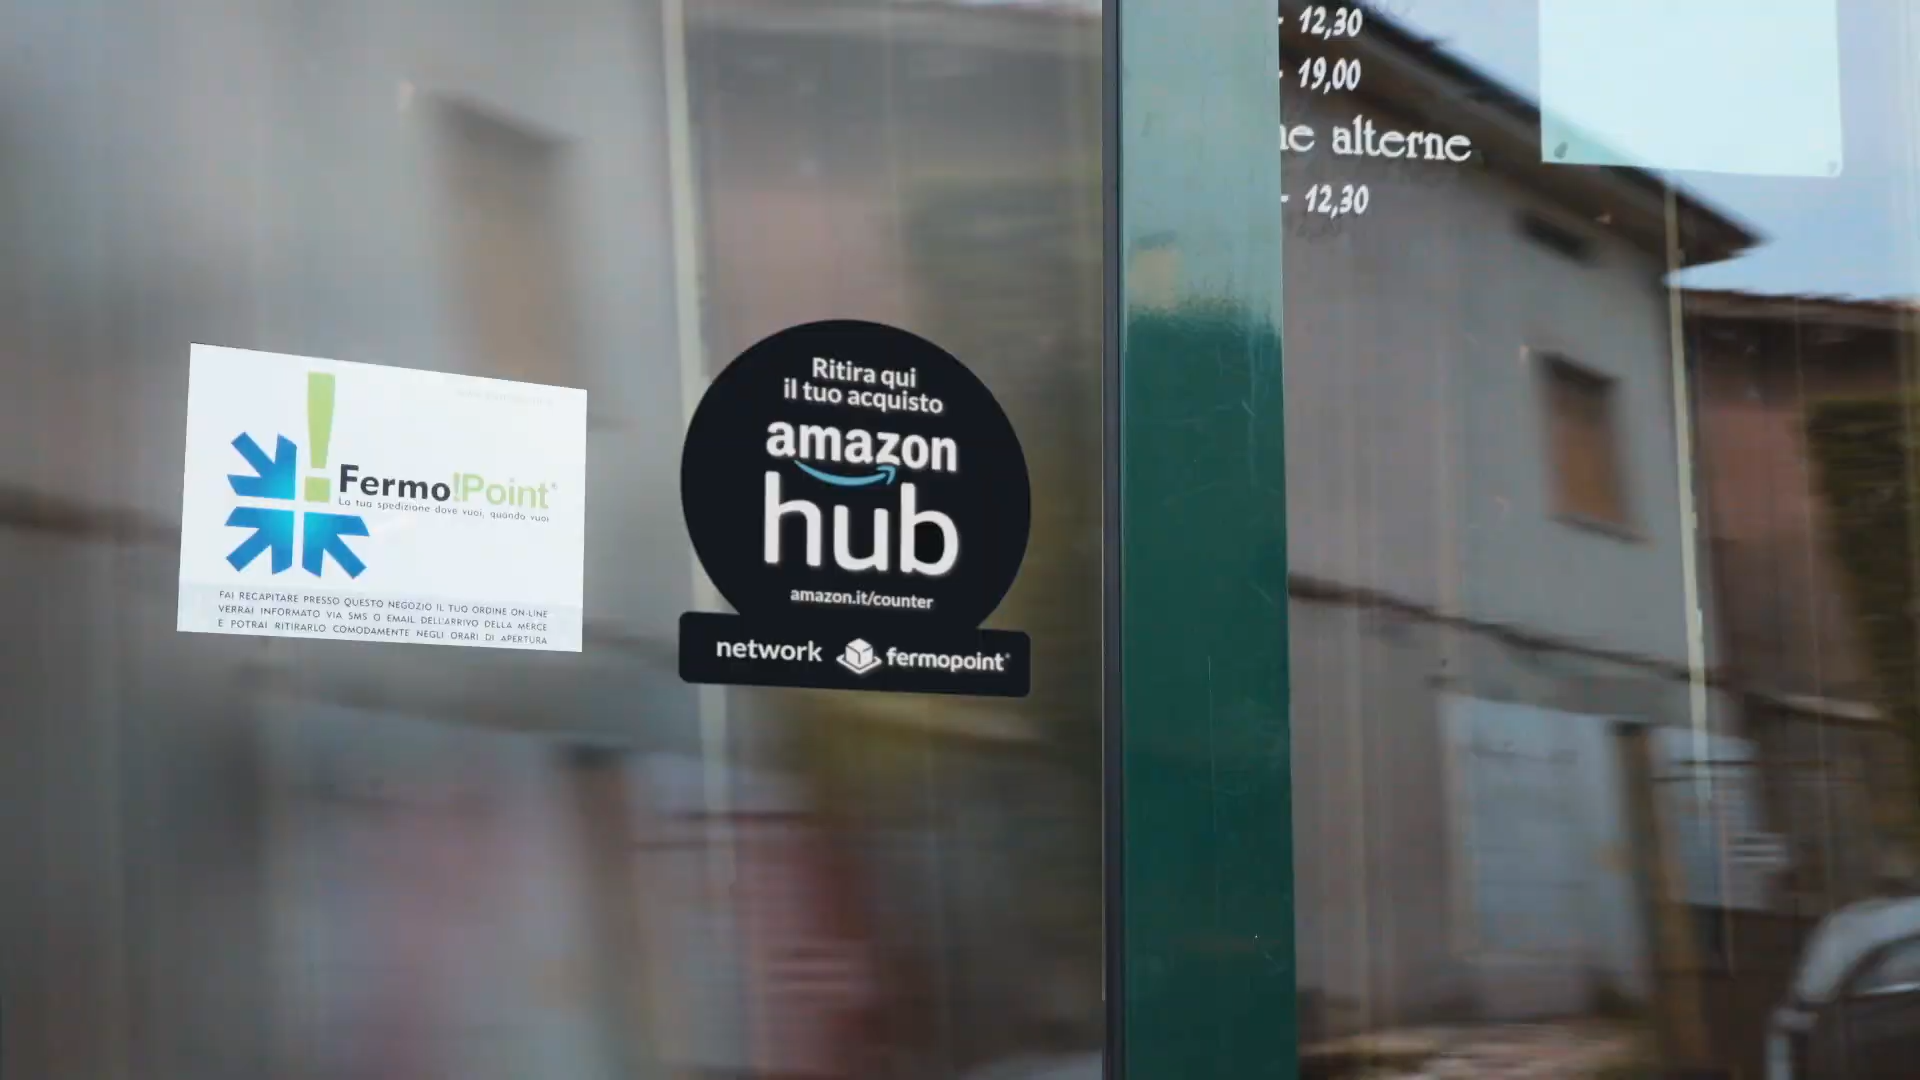 Fermo!Point®
La tua spedizione dove vuoi, quando vuoi
FAI RECAPITARE PRESSO QUESTO NEGOZIO IL TUO ORDINE ON-LINE
VERRAI INFORMATO VIA SMS O EMAIL DELL'ARRIVO DELLA MERCE
E POTRAI RITIRARLO COMODAMENTE NEGLI ORARI DI APERTURA
Ritira qui
il tuo acquisto
amazon
hub
amazon.it/counter
network fermopoint®
- 12,30
- 19,00
alterne
- 12,30